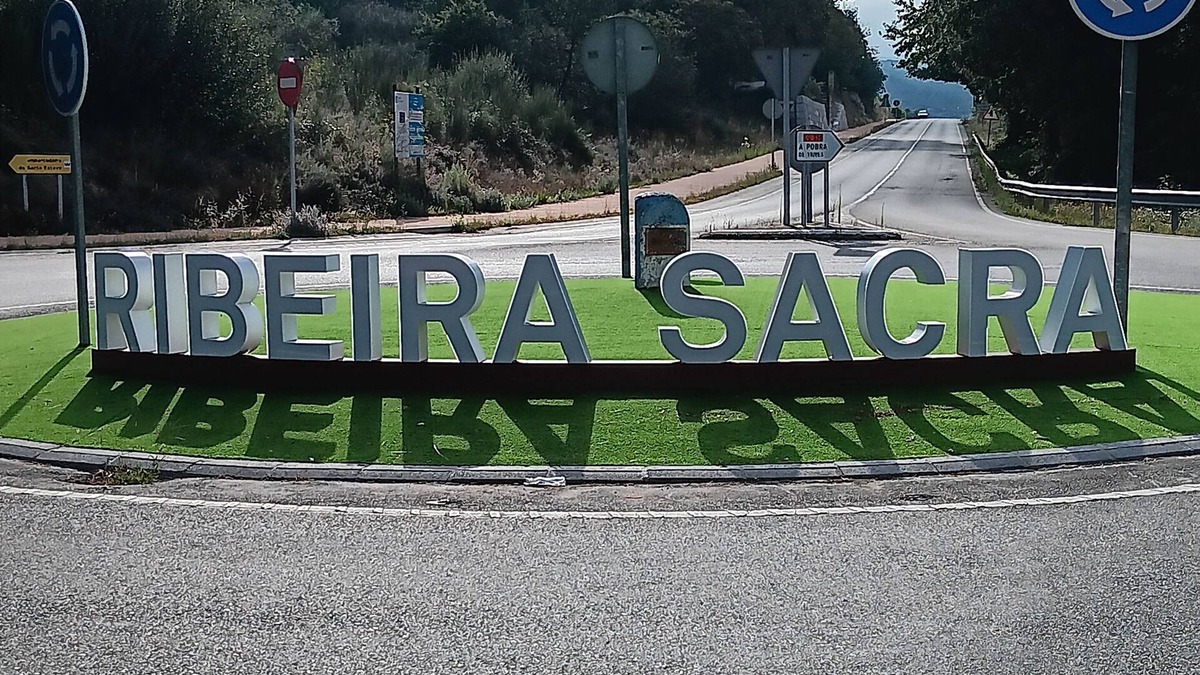 RIBEIRA SACRA
A POBRA
DE TRIVES